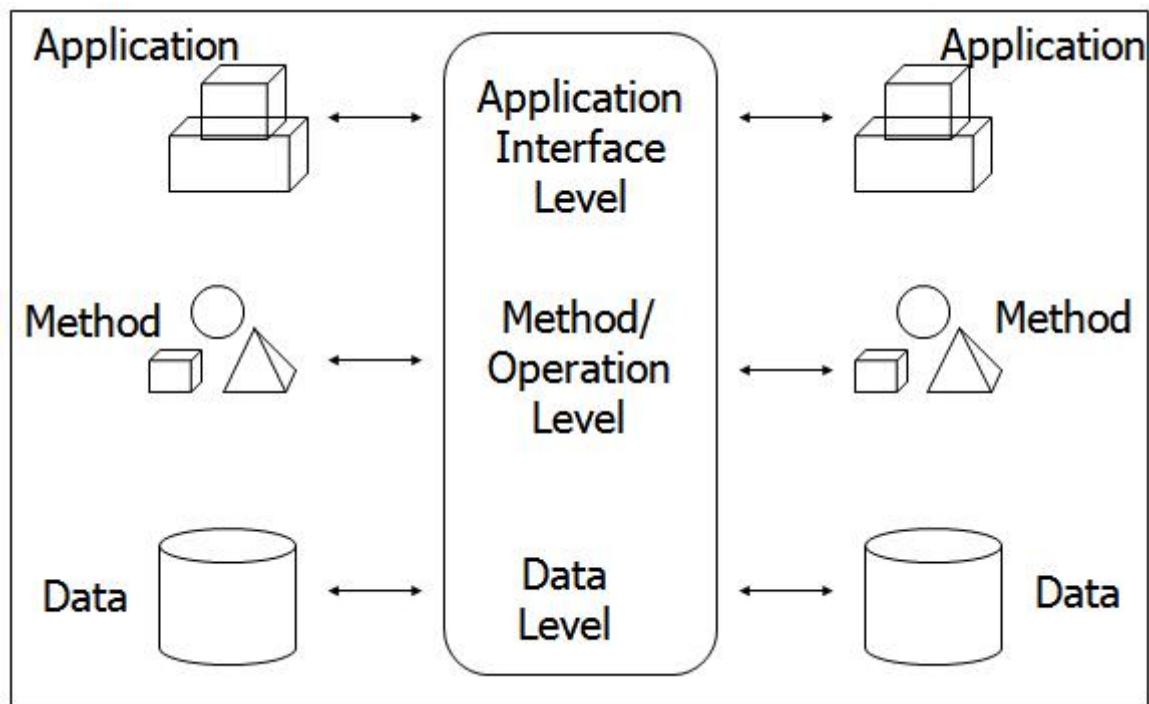 Application
Application
Interface
Level
Application
Method
Method/
Operation
Level
Method
Data
Data
Level
Data